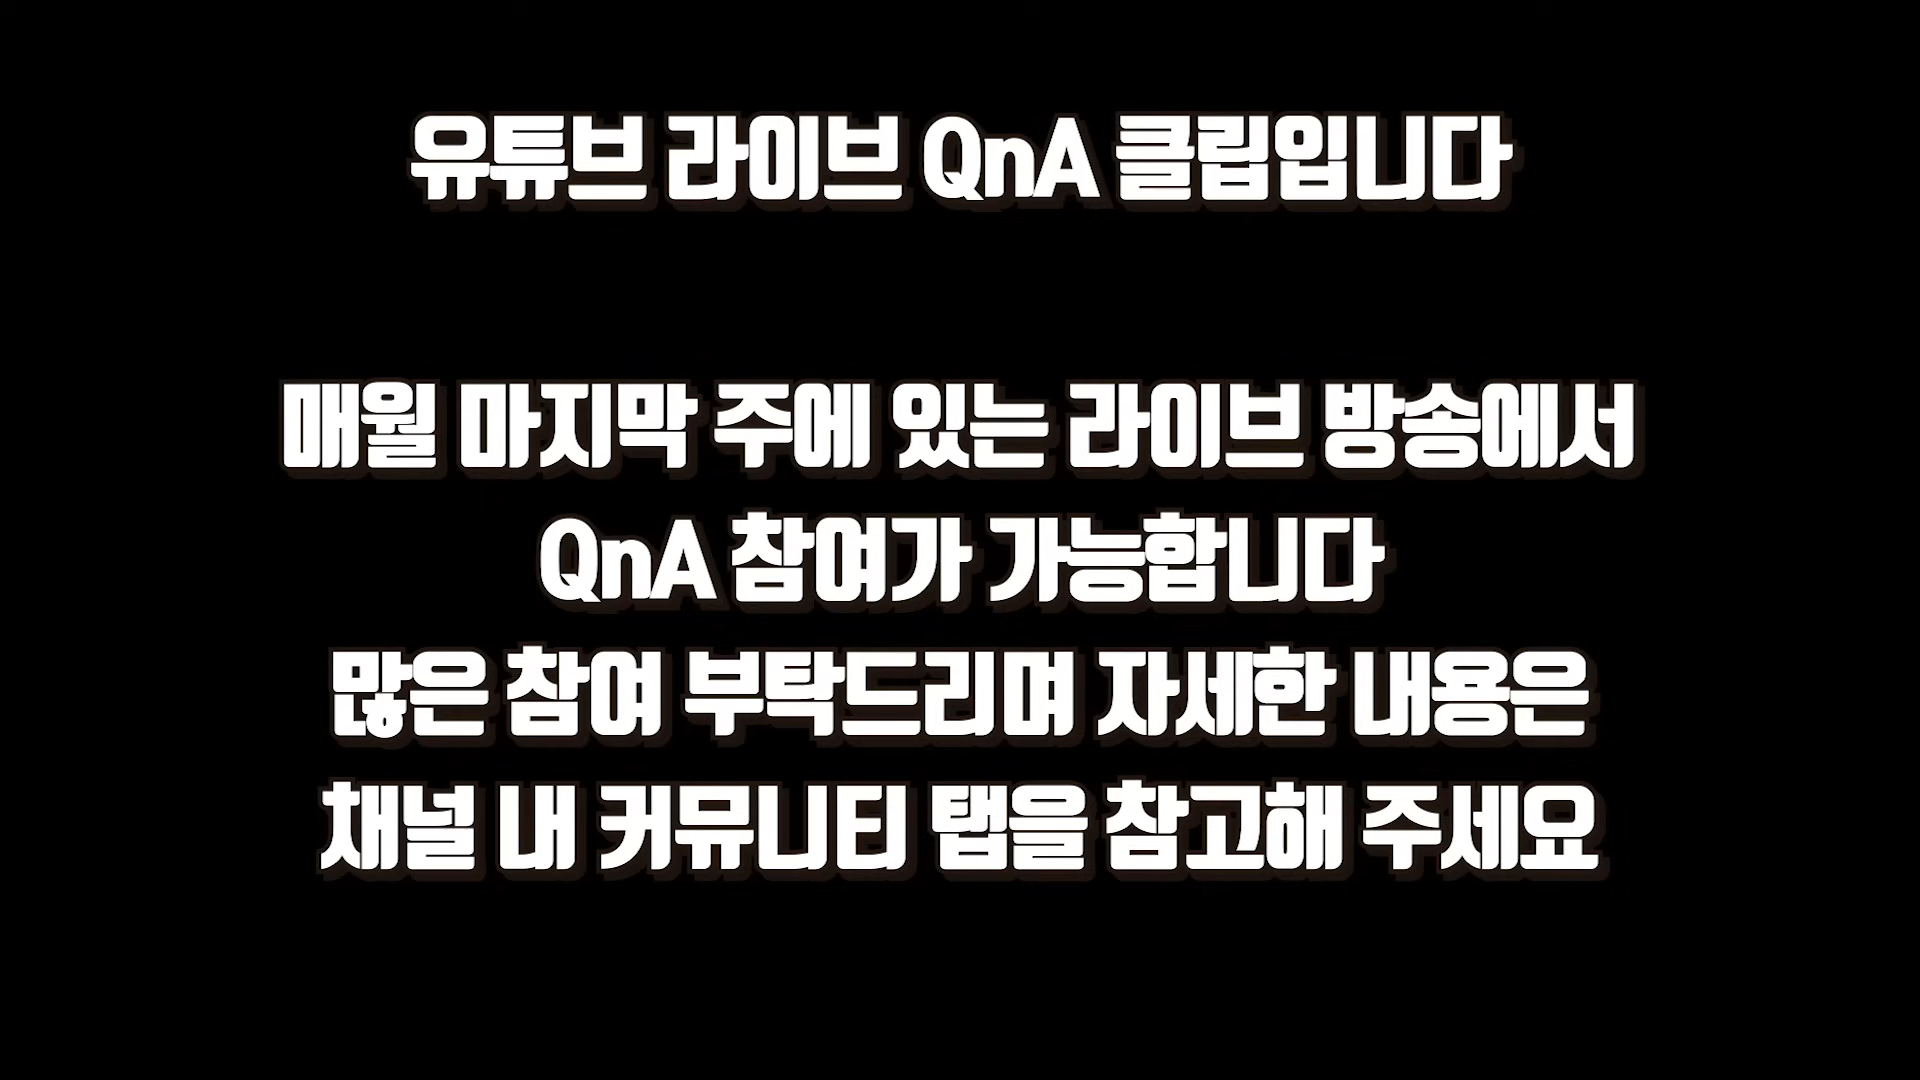 유튜브 라이브 QnA 클립입니다
매월 마지막 주에 있는 라이브 방송에서
QnA 참여가 가능합니다
많은 참여 부탁드리며 자세한 내용은
채널 내 커뮤니티 탭을 참고해 주세요